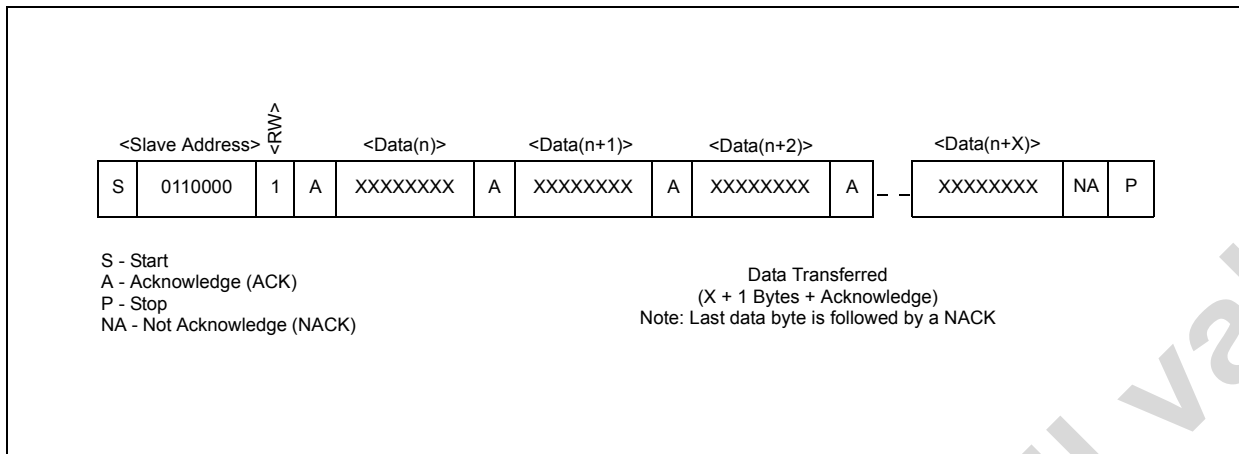 <Slave Address> <RW> <Data(n)> <Data(n+1)> <Data(n+2)> <Data(n+X)>
S 0110000 1 A XXXXXXXX A XXXXXXXX A XXXXXXXX A XXXXXXXX NA P
S - Start
A - Acknowledge (ACK)
P - Stop
NA - Not Acknowledge (NACK)
Data Transferred
(X + 1 Bytes + Acknowledge)
Note: Last data byte is followed by a NACK